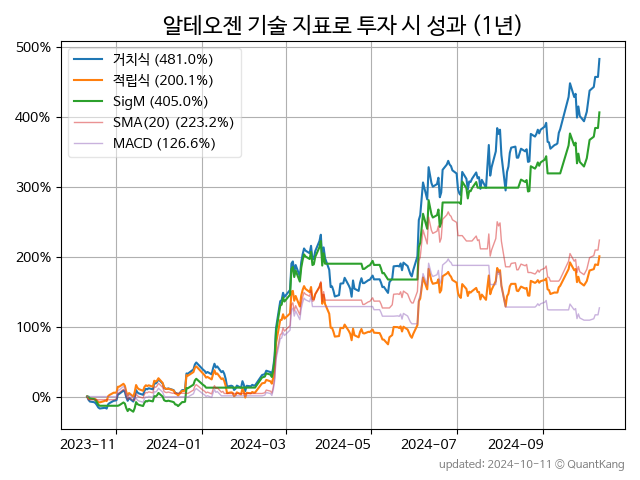 알테오젠 기술 지표로 투자 시 성과 (1년)
500%
400%
300%
200%
100%
0%
거치식 (481.0%)
적립식 (200.1%)
SigM (405.0%)
SMA(20) (223.2%)
MACD (126.6%)
2023-11
2024-01
2024-03
2024-05
2024-07
2024-09
updated: 2024-10-11 © QuantKang